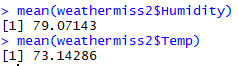 > mean(weathermiss2$Humidity)
[1] 79.07143
> mean(weathermiss2$Temp)
[1] 73.14286